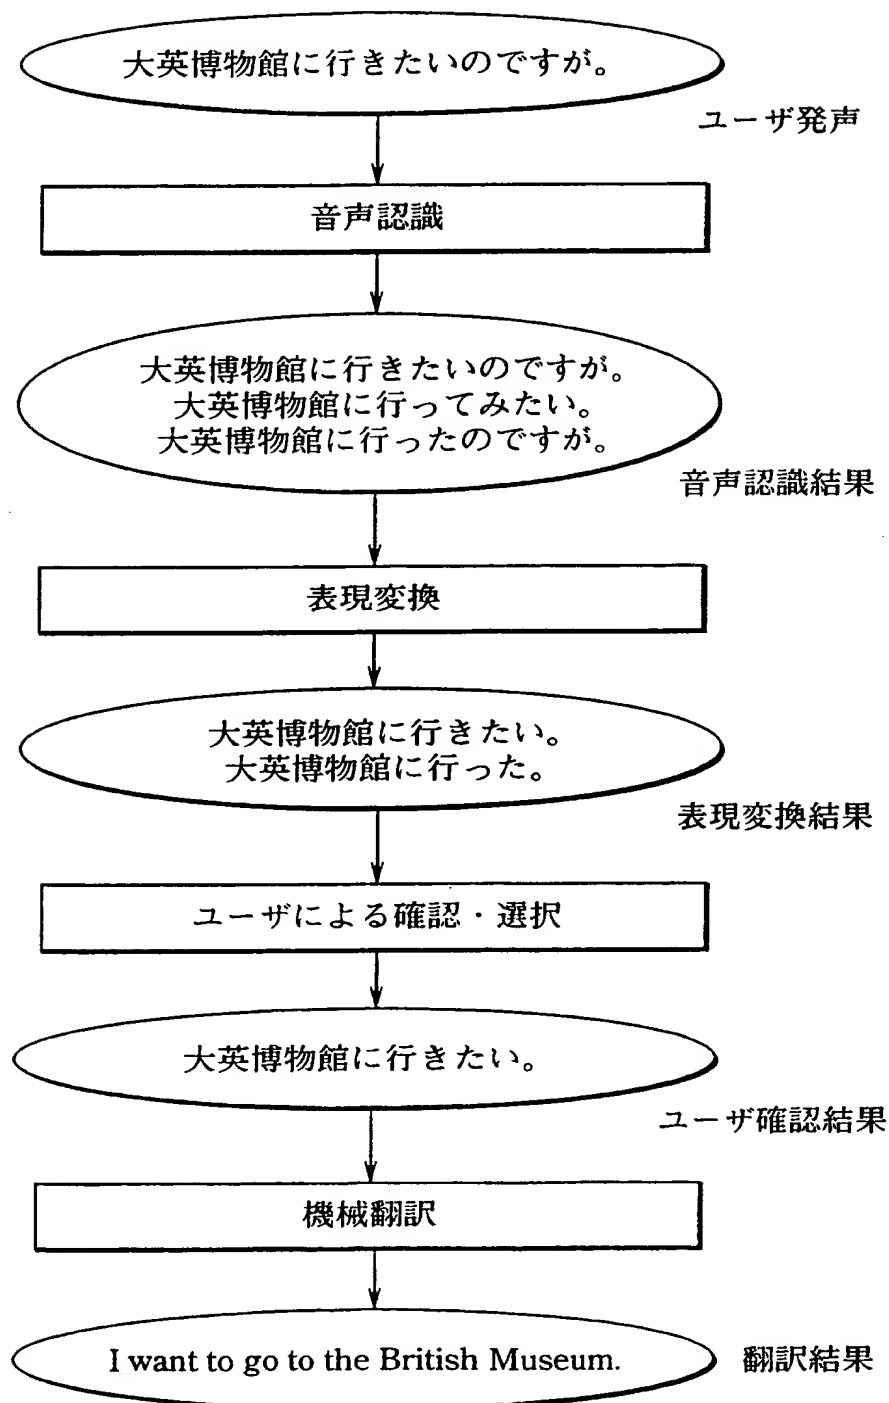 大英博物館に行きたいのですが。
ユーザ発声
音声認識
大英博物館に行きたいのですが。
大英博物館に行ってみたい。
大英博物館に行ったのですが。
音声認識結果
表現変換
大英博物館に行きたい。
大英博物館に行った。
表現変換結果
ユーザによる確認・選択
大英博物館に行きたい。
ユーザ確認結果
機械翻訳
I want to go to the British Museum.
翻訳結果